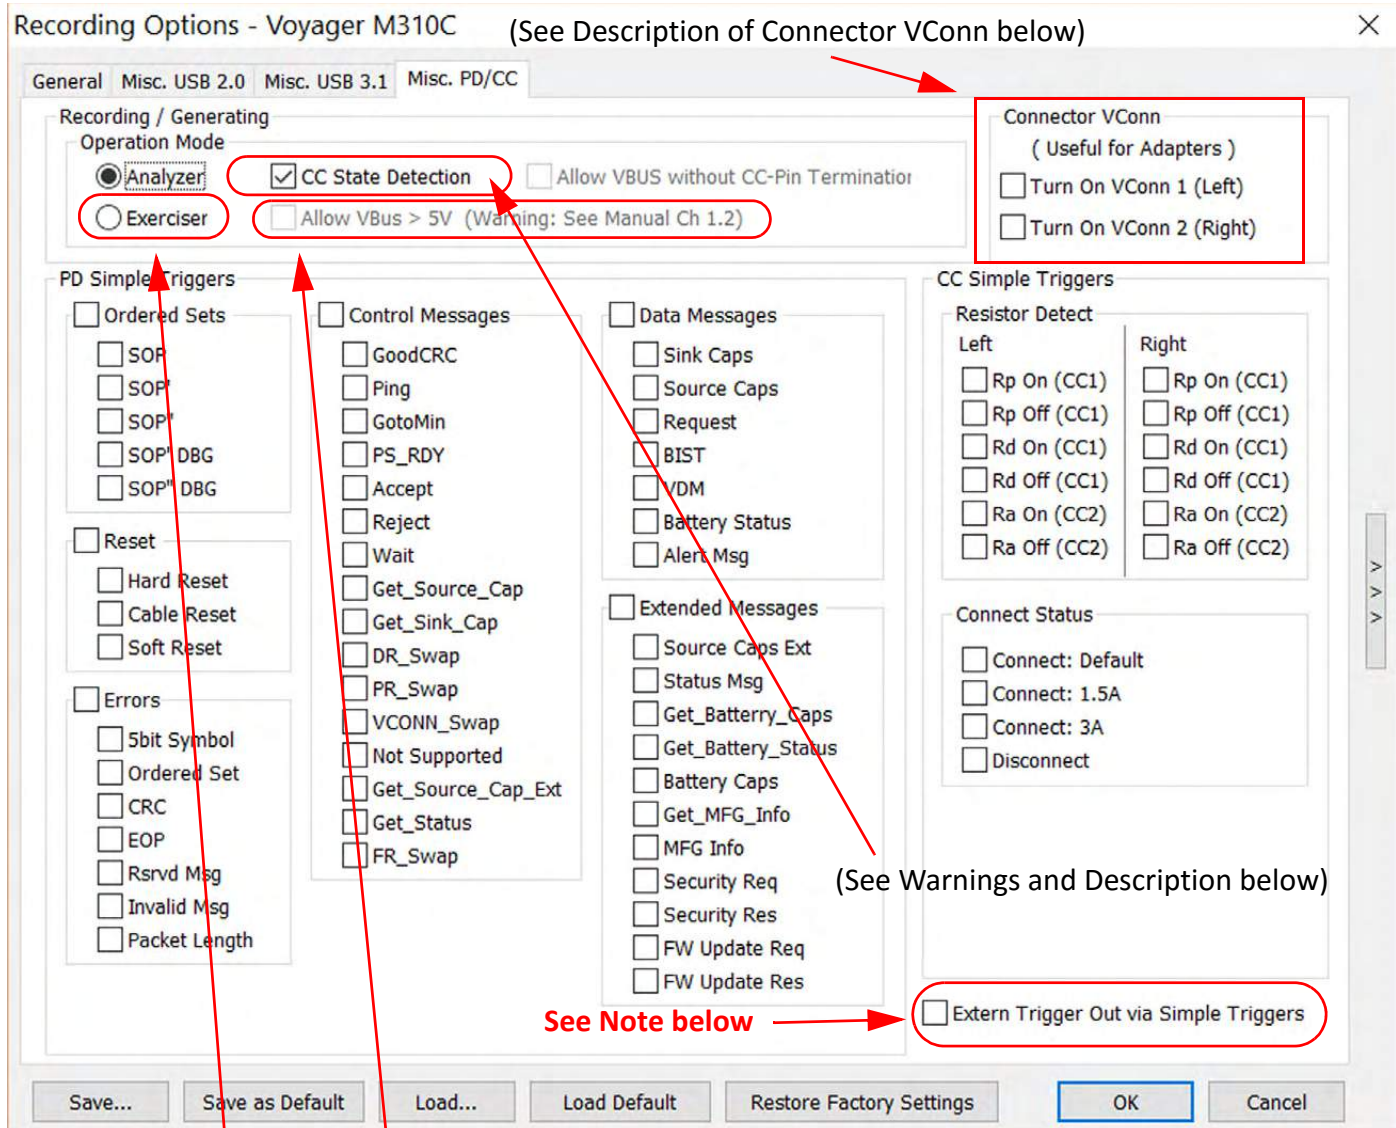 Recording Options - Voyager M310C
(See Description of Connector VConn below)
General Misc. USB 2.0 Misc. USB 3.1 Misc. PD/CC
Recording / Generating
Operation Mode
Analyzer
CC State Detection
Allow VBUS without CC-Pin Termination
Exerciser
Allow VBus > 5V (Warning: See Manual Ch 1.2)
Connector VConn
( Useful for Adapters )
Turn On VConn 1 (Left)
Turn On VConn 2 (Right)
PD Simple Triggers
Ordered Sets
SOP
SOP'
SOP"
SOP' DBG
SOP" DBG
Reset
Hard Reset
Cable Reset
Soft Reset
Errors
5bit Symbol
Ordered Set
CRC
EOP
Rsrvd Msg
Invalid Msg
Packet Length
Control Messages
GoodCRC
Ping
GotoMin
PS_RDY
Accept
Reject
Wait
Get_Source_Cap
Get_Sink_Cap
DR_Swap
PR_Swap
VCONN_Swap
Not Supported
Get_Source_Cap_Ext
Get_Status
FR_Swap
Data Messages
Sink Caps
Source Caps
Request
BIST
VDM
Battery Status
Alert Msg
Extended Messages
Source Caps Ext
Status Msg
Get_Batterry_Caps
Get_Battery_Status
Battery Caps
Get_MFG_Info
MFG Info
Security Req
Security Res
FW Update Req
FW Update Res
CC Simple Triggers
Resistor Detect
Left
Rp On (CC1)
Rp Off (CC1)
Rd On (CC1)
Rd Off (CC1)
Ra On (CC2)
Ra Off (CC2)
Right
Rp On (CC1)
Rp Off (CC1)
Rd On (CC1)
Rd Off (CC1)
Ra On (CC2)
Ra Off (CC2)
Connect Status
Connect: Default
Connect: 1.5A
Connect: 3A
Disconnect
> > >
(See Warnings and Description below)
See Note below
Extern Trigger Out via Simple Triggers
Save... Save as Default Load... Load Default Restore Factory Settings OK Cancel